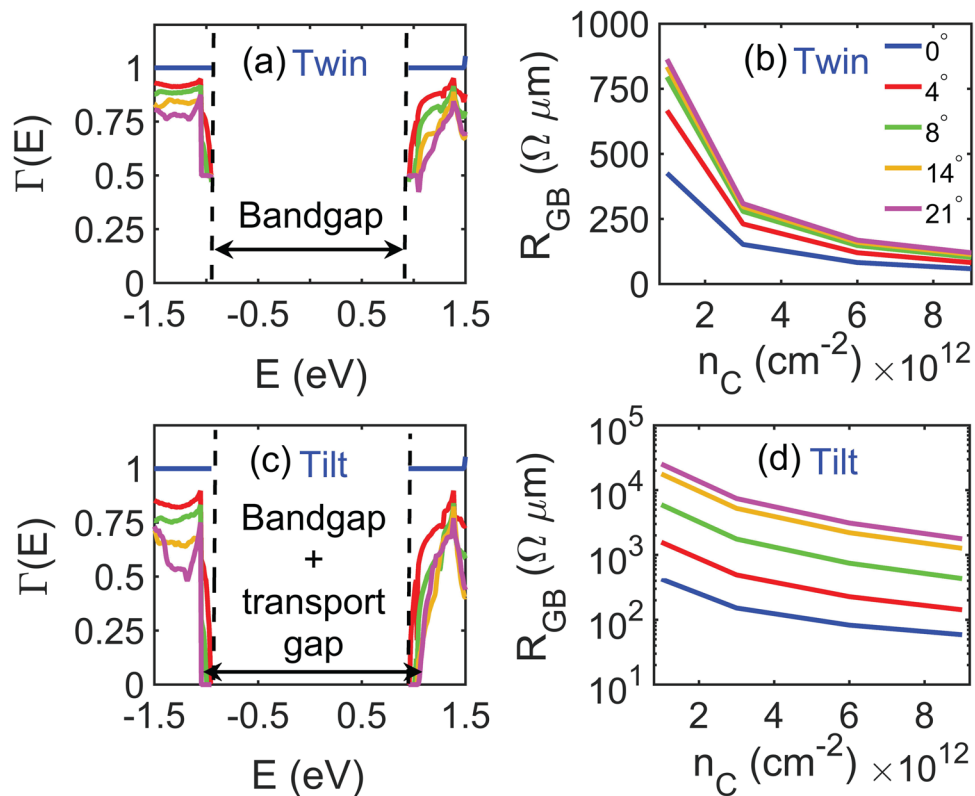 (a) Twin
1
0.75
0.5
0.25
0
Γ(E)
Bandgap
-1.5 -0.5 0.5 1.5
E (eV)
(b) Twin
1000
750
500
250
0
R_GB (Ω μm)
0°
4°
8°
14°
21°
2 4 6 8
n_C (cm^-2) ×10^12
(c) Tilt
1
0.75
0.5
0.25
0
Γ(E)
Bandgap
+
transport
gap
-1.5 -0.5 0.5 1.5
E (eV)
(d) Tilt
10^5
10^4
10^3
10^2
10^1
R_GB (Ω μm)
2 4 6 8
n_C (cm^-2) ×10^12